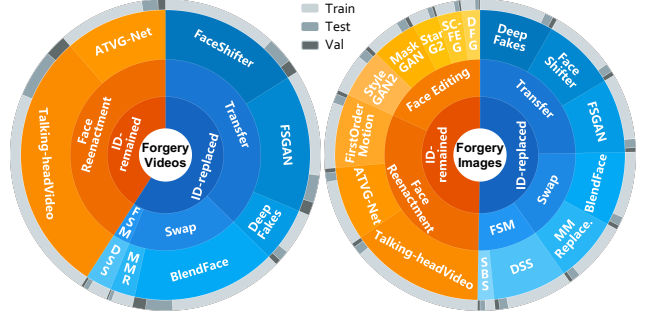 Train
Test
Val
Forgery
Videos
ID-
remained
ID-replaced
Face
Reenactment
Transfer
Swap
FSM
ATVG-Net
FaceShifter
FSGAN
Deep
Fakes
BlendFace
MMR
DSS
Talking-headVideo
Forgery
Images
ID-
remained
ID-replaced
Face Editing
Transfer
Swap
FSM
Face
Reenactment
Deep
Fakes
Face
Shifter
FSGAN
BlendFace
MM
Replace.
DSS
SBS
Talking-headVideo
ATVG-Net
FirstOrder
Motion
Style
GAN2
Mask
GAN
Star
G2
SC-
FE
G
DFG